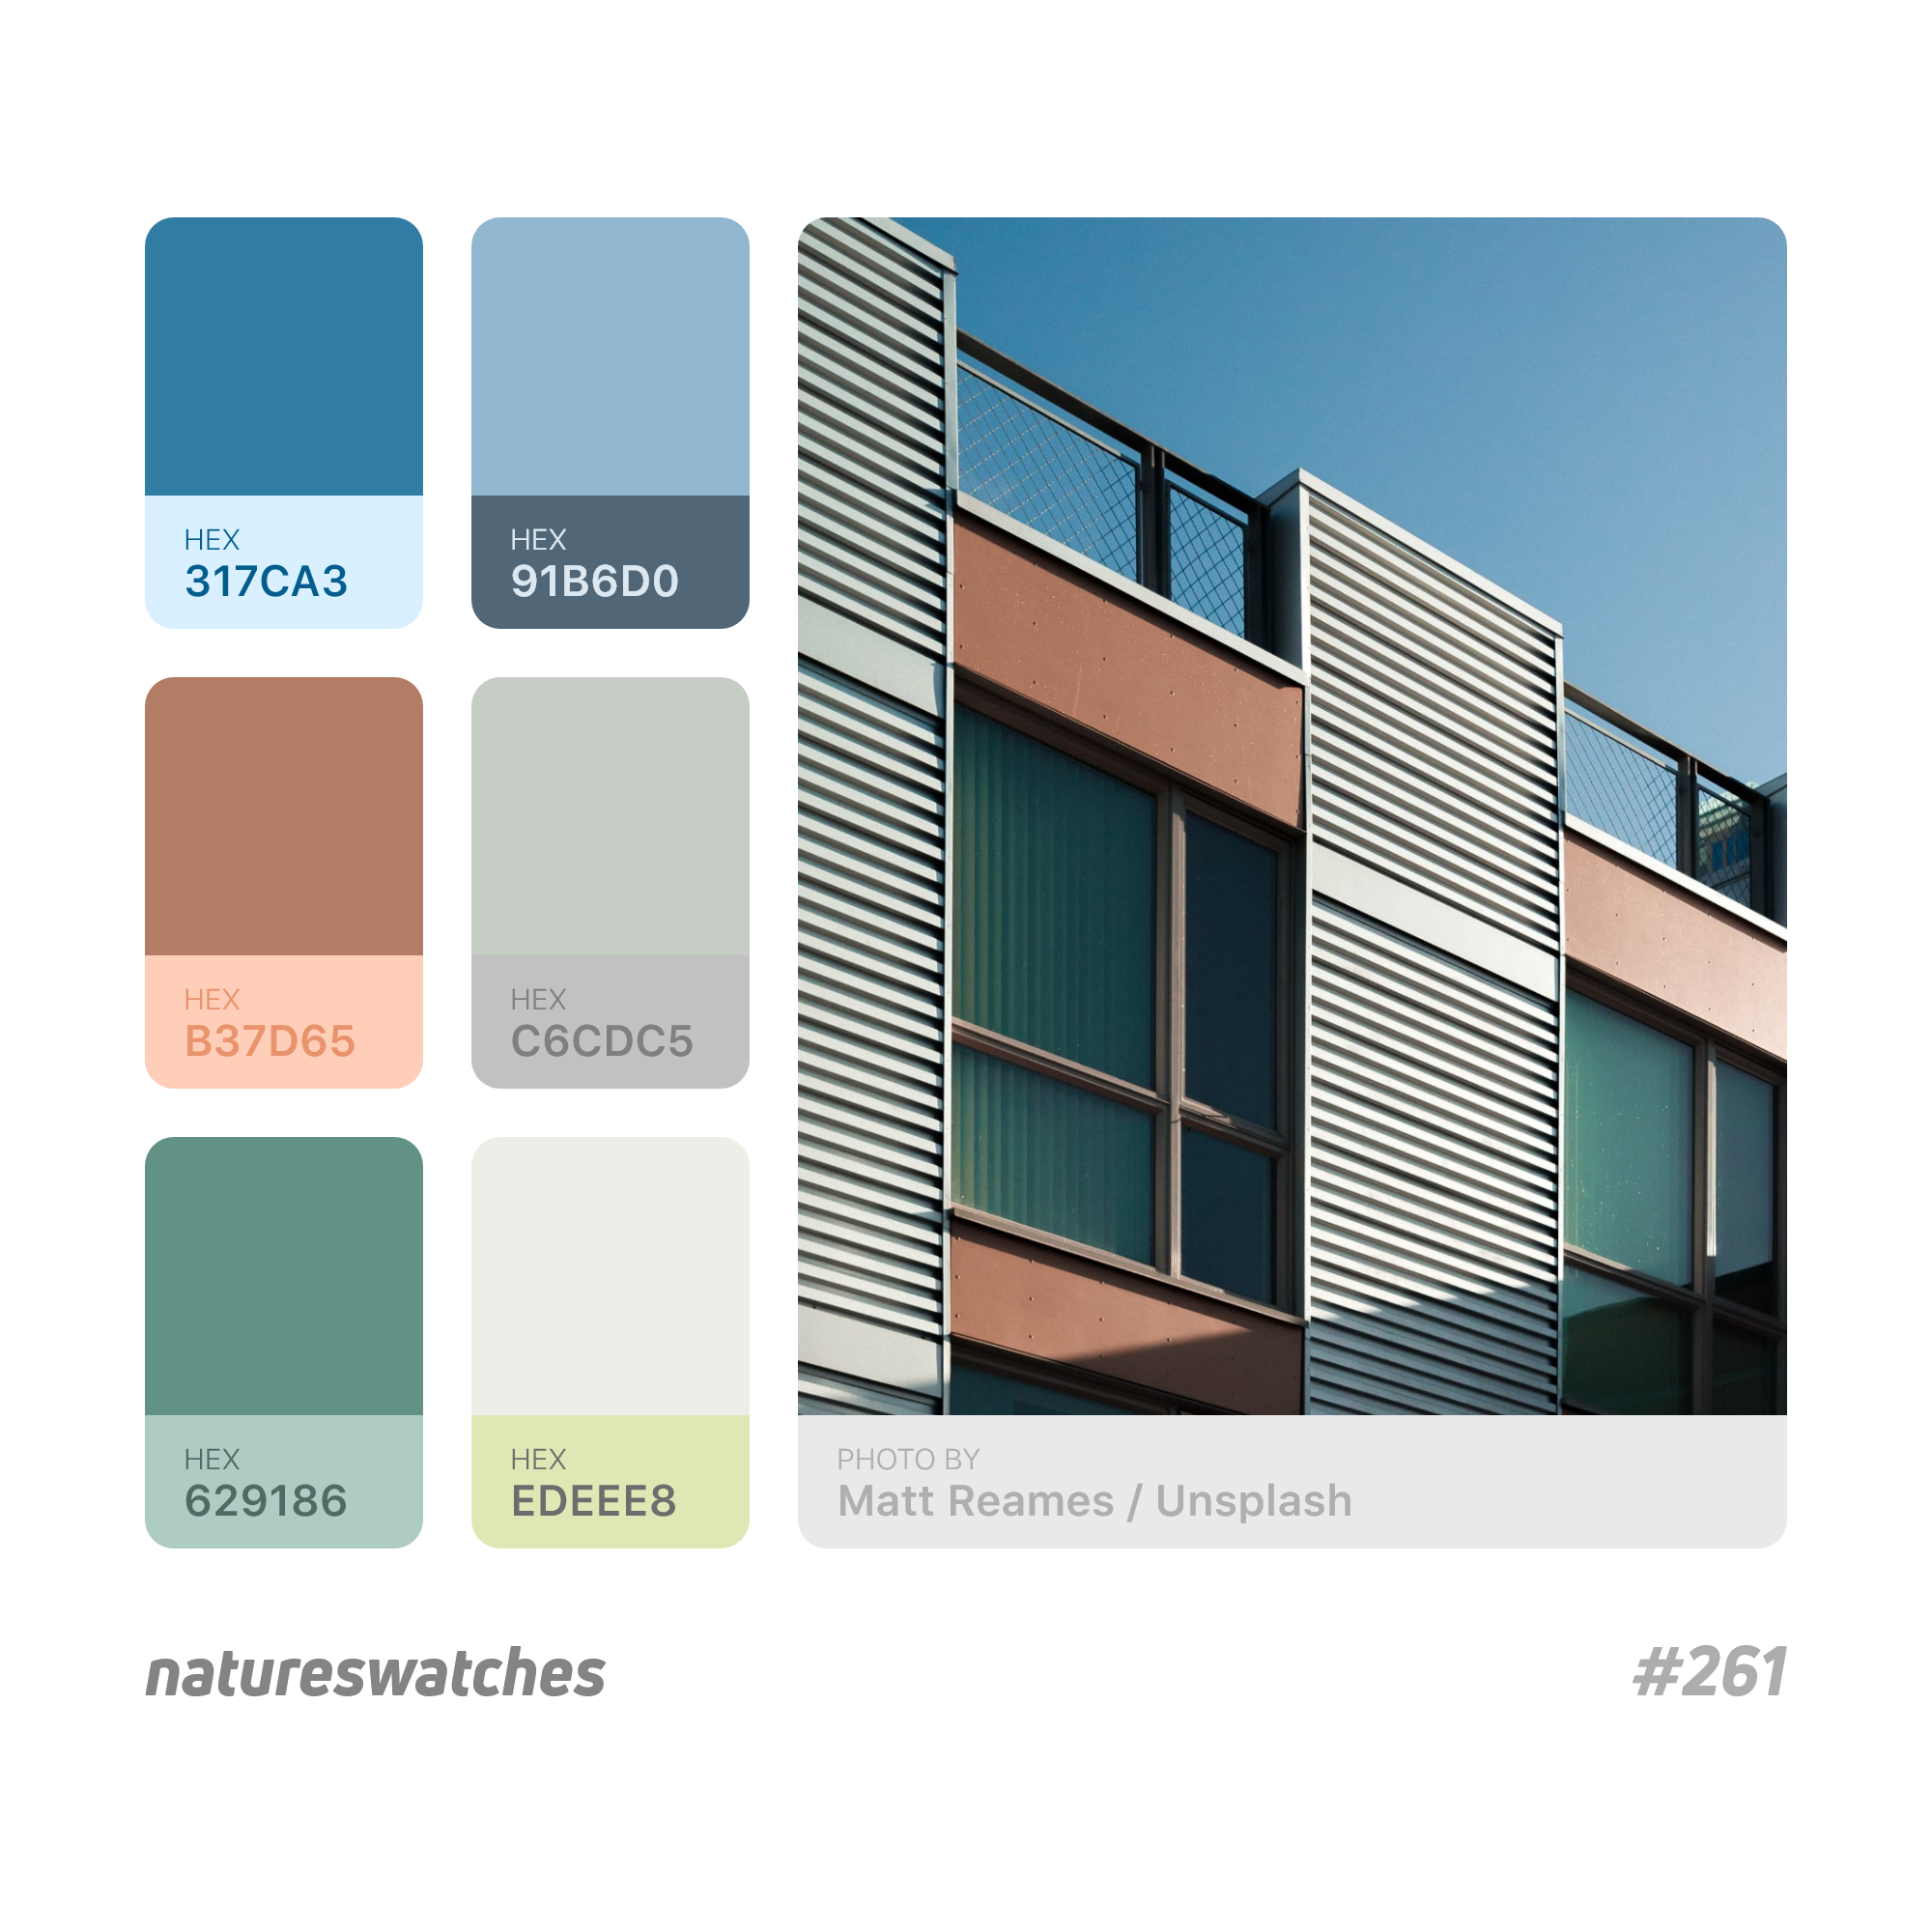 HEX
317CA3
HEX
91B6D0
HEX
B37D65
HEX
C6CDC5
HEX
629186
HEX
EDEEE8
PHOTO BY
Matt Reames / Unsplash
natureswatches
#261